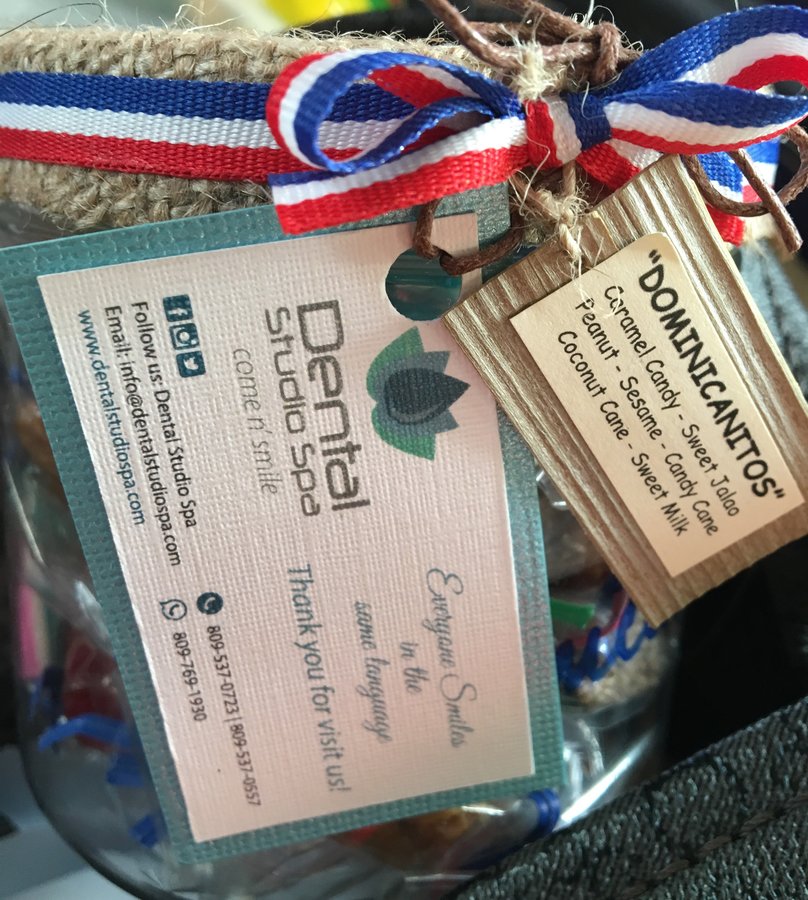 Dental
Studio Spa
come n' smile
Follow us: Dental Studio Spa
Email: info@dentalstudiospa.com
www.dentalstudiospa.com
Everyone Smiles
in the
same language
Thank you for visit us!
809-537-0723 | 809-537-0557
809-769-1930
"DOMINICANITOS"
Caramel Candy - Sweet Jalao
Peanut - Sesame - Candy Cane
Coconut Cane - Sweet Milk